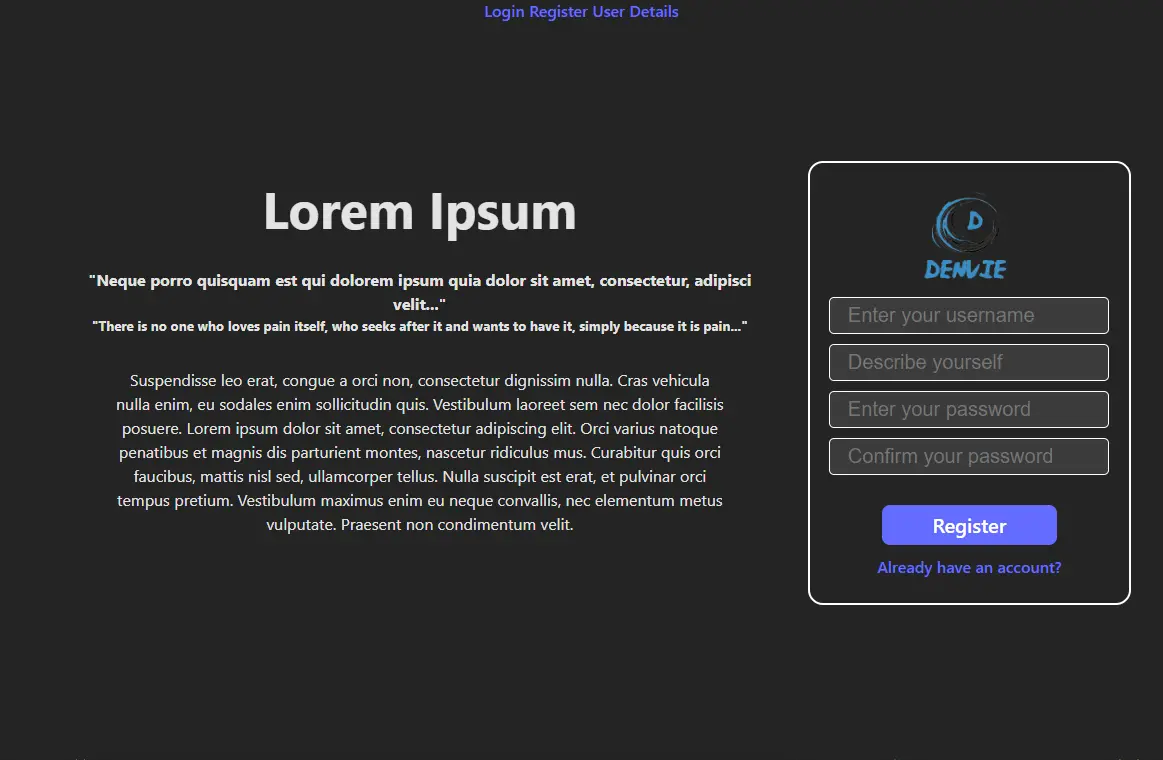 Login Register User Details
Lorem Ipsum
"Neque porro quisquam est qui dolorem ipsum quia dolor sit amet, consectetur, adipisci
velit..."
"There is no one who loves pain itself, who seeks after it and wants to have it, simply because it is pain..."
Suspendisse leo erat, congue a orci non, consectetur dignissim nulla. Cras vehicula
nulla enim, eu sodales enim sollicitudin quis. Vestibulum laoreet sem nec dolor facilisis
posuere. Lorem ipsum dolor sit amet, consectetur adipiscing elit. Orci varius natoque
penatibus et magnis dis parturient montes, nascetur ridiculus mus. Curabitur quis orci
faucibus, mattis nisl sed, ullamcorper tellus. Nulla suscipit est erat, et pulvinar orci
tempus pretium. Vestibulum maximus enim eu neque convallis, nec elementum metus
vulputate. Praesent non condimentum velit.
D
DENVIE
Enter your username
Describe yourself
Enter your password
Confirm your password
Register
Already have an account?